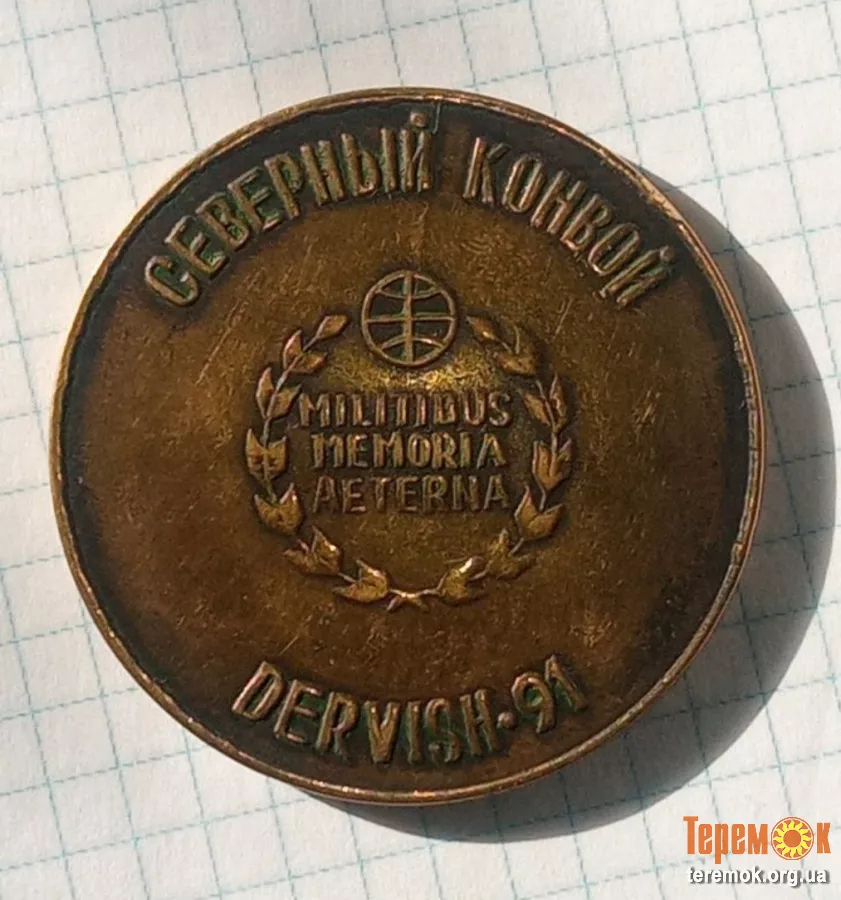 СЕВЕРНЫЙ КОНВОЙ
MILITIBUS
MEMORIA
AETERNA
DERVISH·91
ТеремОк
teremok.org.ua